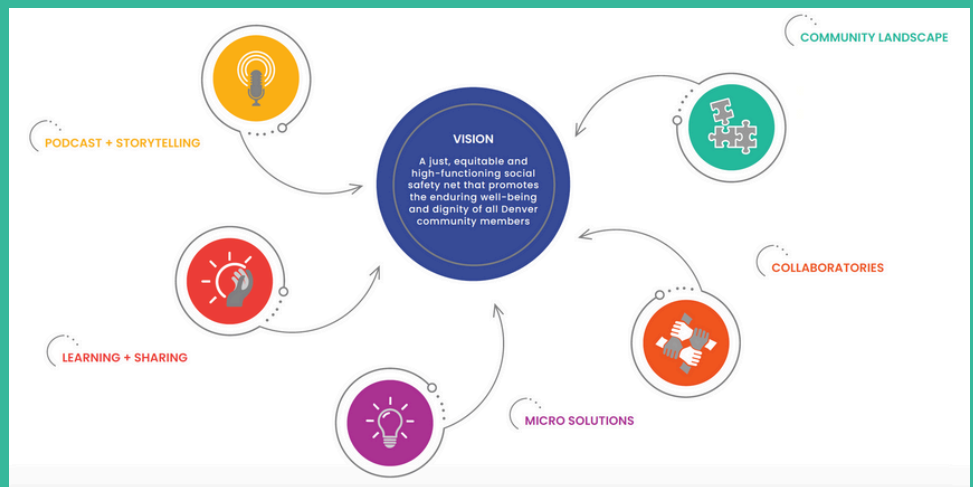 COMMUNITY LANDSCAPE
PODCAST + STORYTELLING
VISION
A just, equitable and
high-functioning social
safety net that promotes
the enduring well-being
and dignity of all Denver
community members
COLLABORATORIES
LEARNING + SHARING
MICRO SOLUTIONS